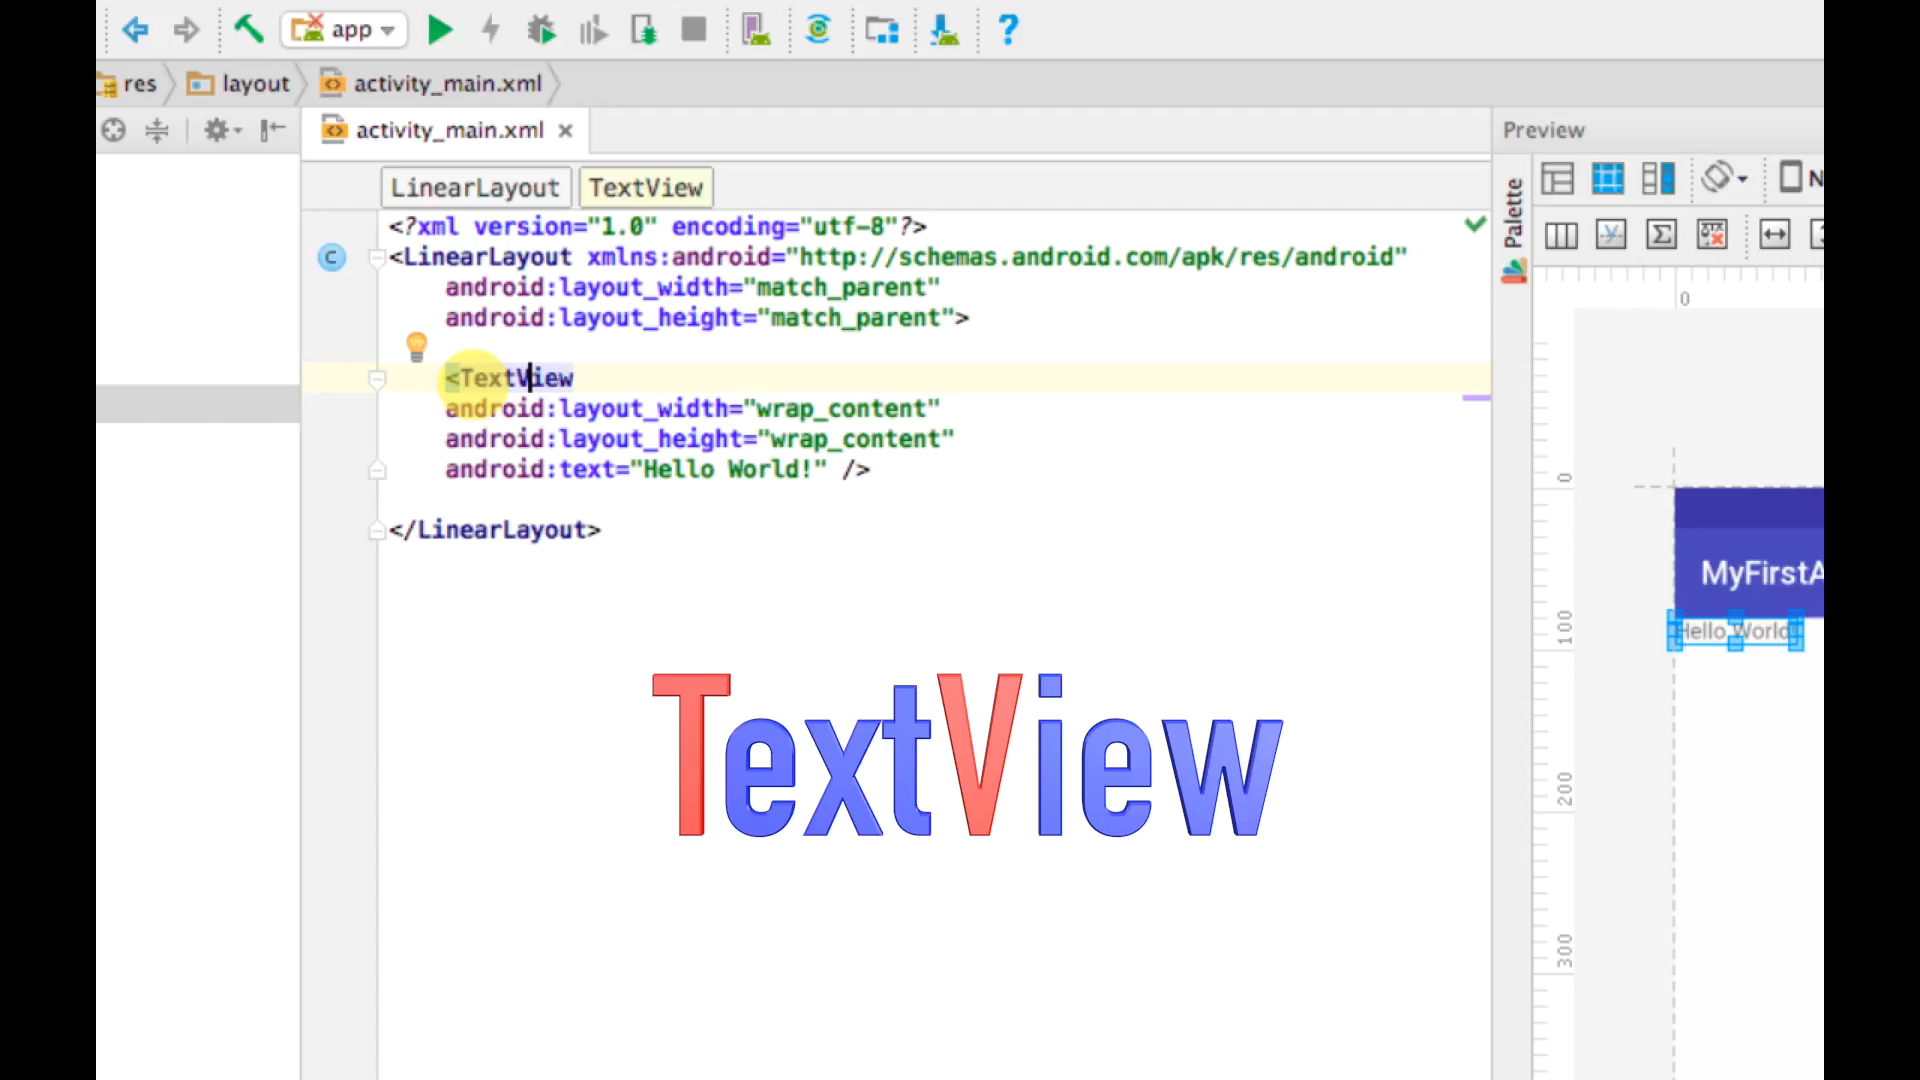 app
res layout activity_main.xml
activity_main.xml
Preview
LinearLayout TextView
Palette
N
<?xml version="1.0" encoding="utf-8"?>
C
<LinearLayout xmlns:android="http://schemas.android.com/apk/res/android"
android:layout_width="match_parent"
android:layout_height="match_parent">
<TextView
android:layout_width="wrap_content"
android:layout_height="wrap_content"
android:text="Hello World!" />
</LinearLayout>
0
0
100
200
300
MyFirstA
Hello World
TextView